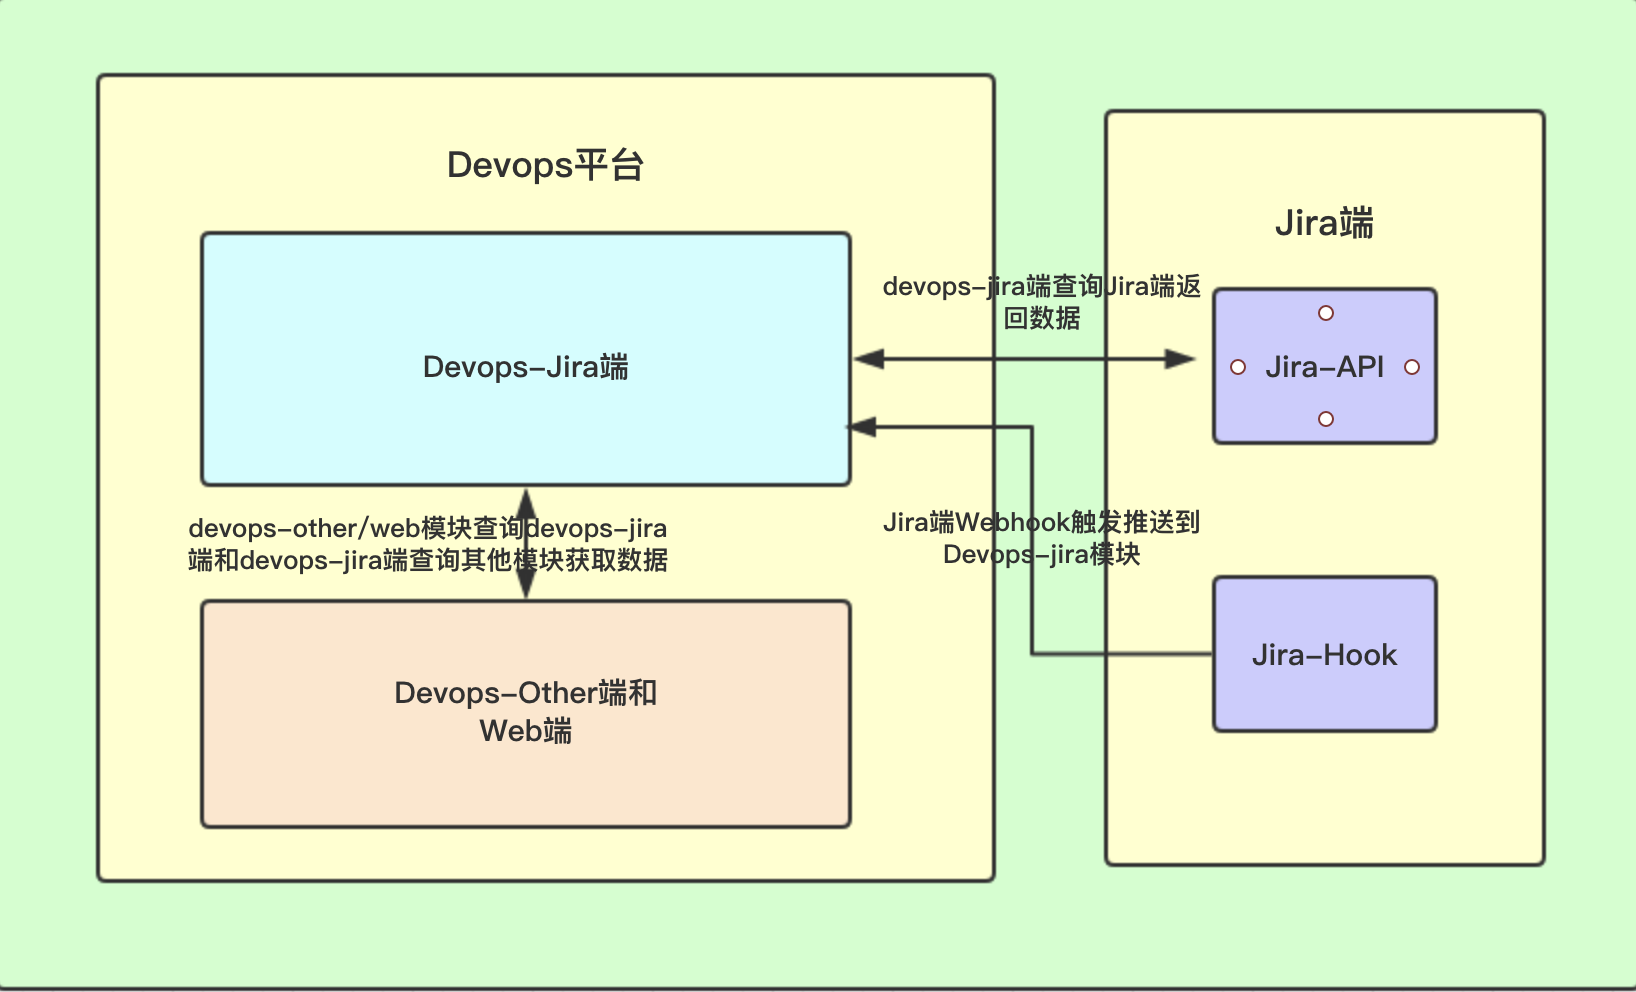 Devops平台
Jira端
devops-jira端查询Jira端返
回数据
Devops-Jira端
Jira-API
devops-other/web模块查询devops-jira
端和devops-jira端查询其他模块获取数据
Jira端Webhook触发推送到
Devops-jira模块
Devops-Other端和
Web端
Jira-Hook